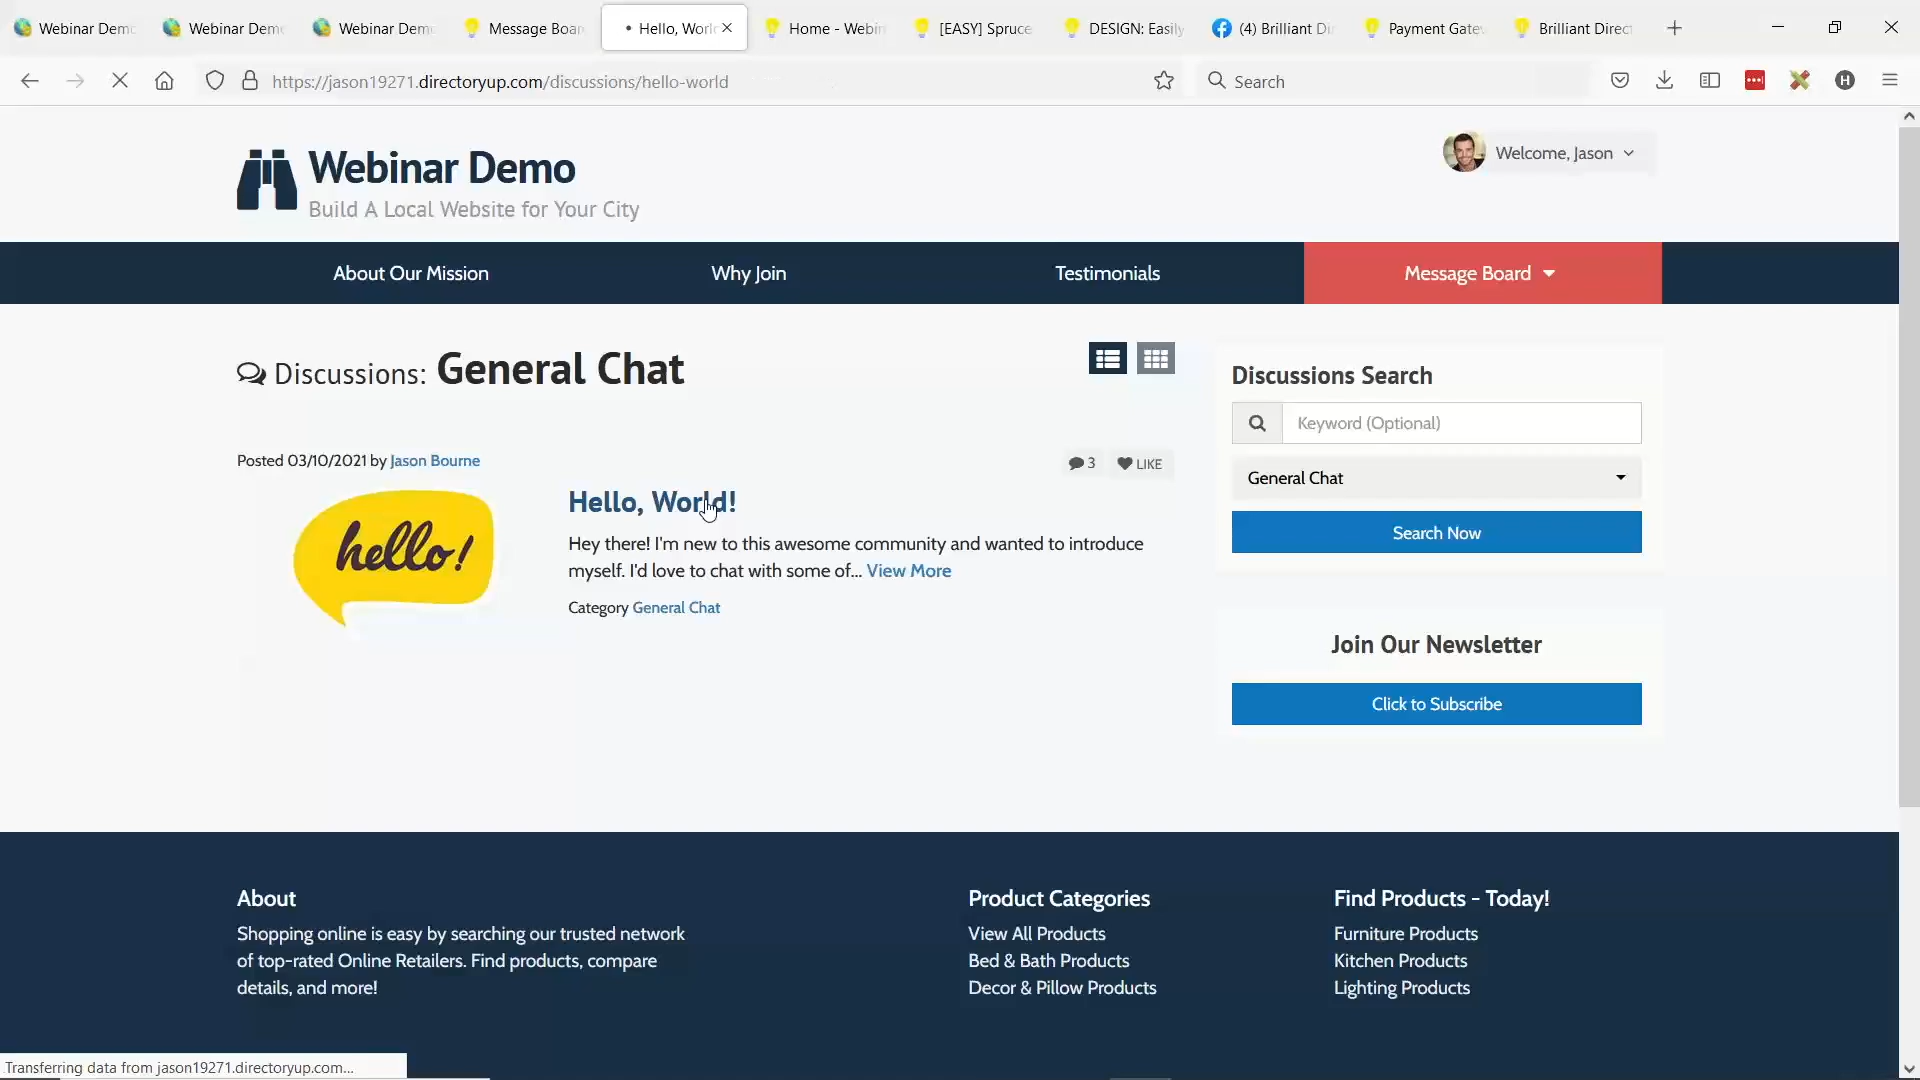 Webinar Demo
Webinar Demo
Webinar Demo
Message Boar
Hello, World
Home - Webin
[EASY] Spruce
DESIGN: Easily
(4) Brilliant Di
Payment Gatew
Brilliant Direct
https://jason19271.directoryup.com/discussions/hello-world
Search
Webinar Demo
Build A Local Website for Your City
Welcome, Jason
About Our Mission
Why Join
Testimonials
Message Board
Discussions: General Chat
Posted 03/10/2021 by Jason Bourne
3
LIKE
hello!
Hello, World!
Hey there! I'm new to this awesome community and wanted to introduce
myself. I'd love to chat with some of... View More
Category General Chat
Discussions Search
Keyword (Optional)
General Chat
Search Now
Join Our Newsletter
Click to Subscribe
About
Shopping online is easy by searching our trusted network
of top-rated Online Retailers. Find products, compare
details, and more!
Product Categories
View All Products
Bed & Bath Products
Decor & Pillow Products
Find Products - Today!
Furniture Products
Kitchen Products
Lighting Products
Transferring data from jason19271.directoryup.com...